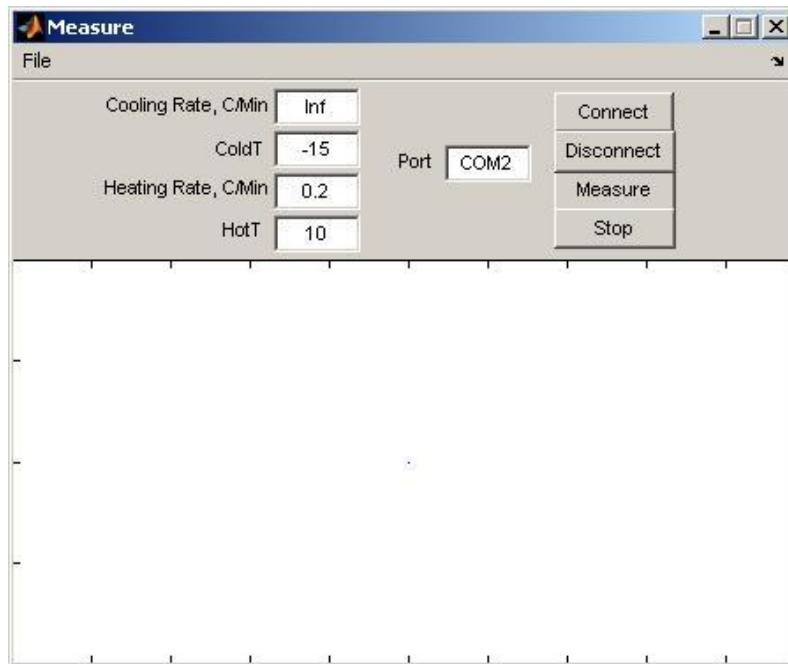 Measure
File
Cooling Rate, C/Min Inf
ColdT -15
Heating Rate, C/Min 0.2
HotT 10
Port COM2
Connect
Disconnect
Measure
Stop